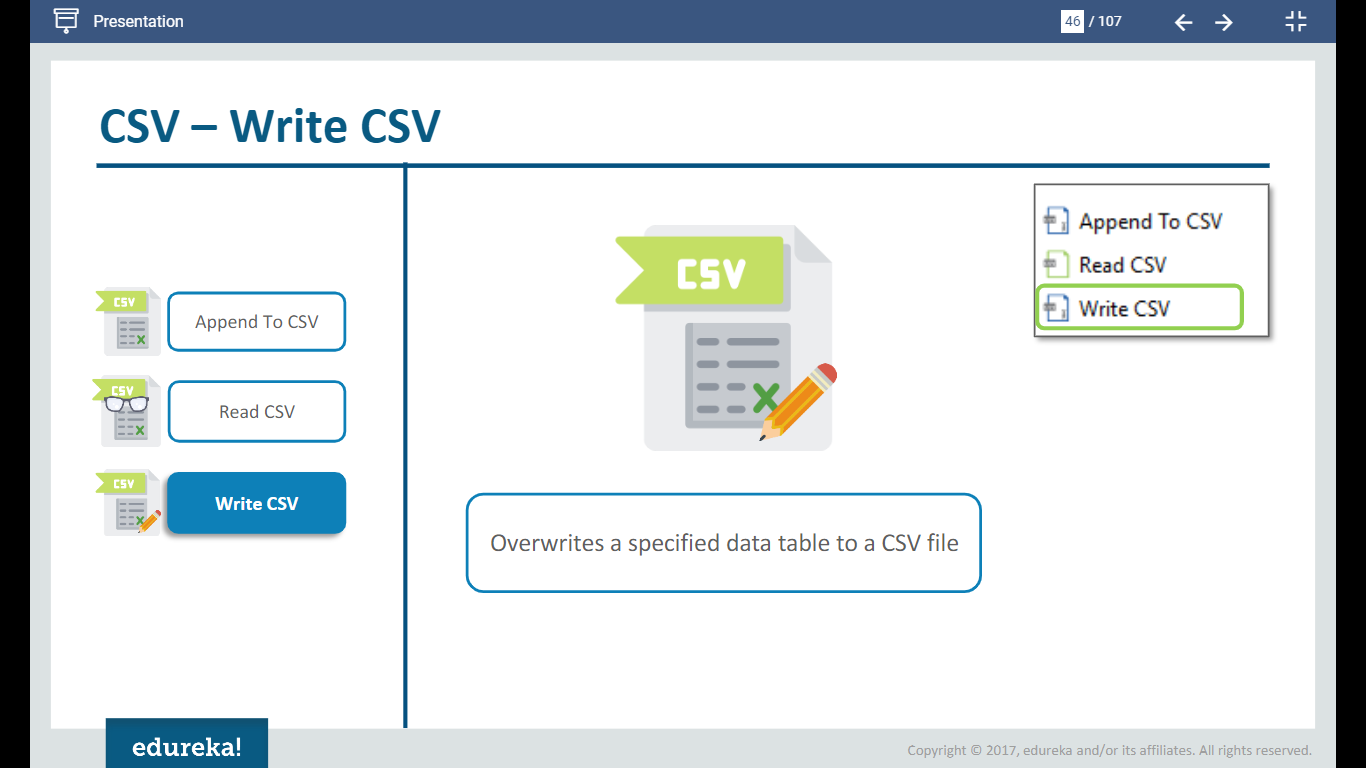 Presentation
46 / 107
CSV – Write CSV
CSV
Append To CSV
CSV
Read CSV
CSV
Write CSV
CSV
Overwrites a specified data table to a CSV file
Append To CSV
Read CSV
Write CSV
edureka!
Copyright © 2017, edureka and/or its affiliates. All rights reserved.